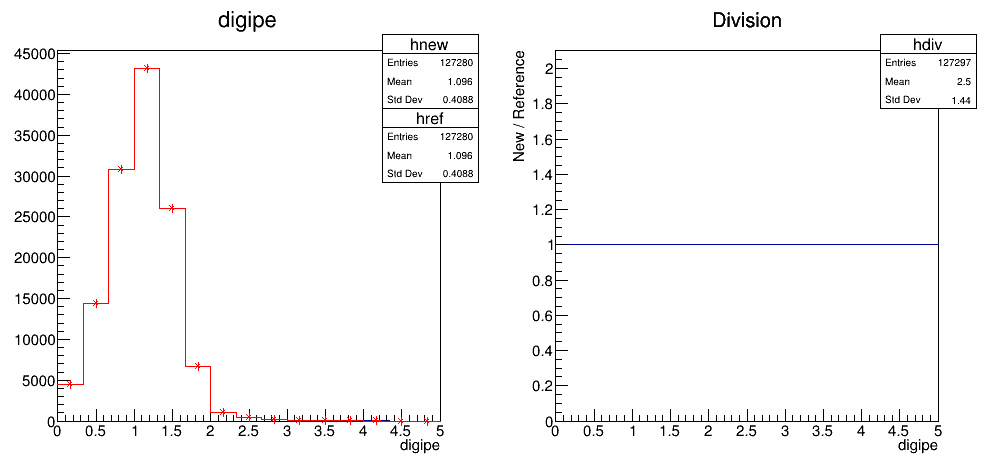 digipe
hnew
Entries 127280
Mean 1.096
Std Dev 0.4088
href
Entries 127280
Mean 1.096
Std Dev 0.4088
45000
40000
35000
30000
25000
20000
15000
10000
5000
0
0 0.5 1 1.5 2 2.5 3 3.5 4 4.5 5
digipe
Division
hdiv
Entries 127297
Mean 2.5
Std Dev 1.44
New / Reference
2
1.8
1.6
1.4
1.2
1
0.8
0.6
0.4
0.2
0
0 0.5 1 1.5 2 2.5 3 3.5 4 4.5 5
digipe